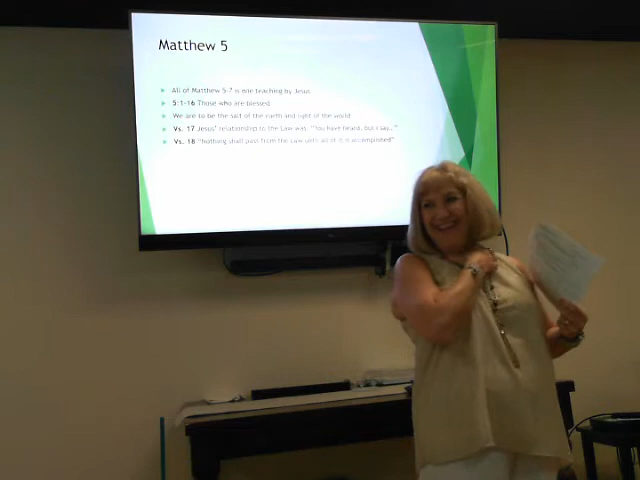 Matthew 5
All of Matthew 5-7 is one teaching by Jesus
5:1-16 Those who are blessed
We are to be the salt of the earth and light of the world
Vs. 17 Jesus' relationship to the Law was: "You have heard, but I say…"
Vs. 18 "Nothing shall pass from the Law until all of it is accomplished"